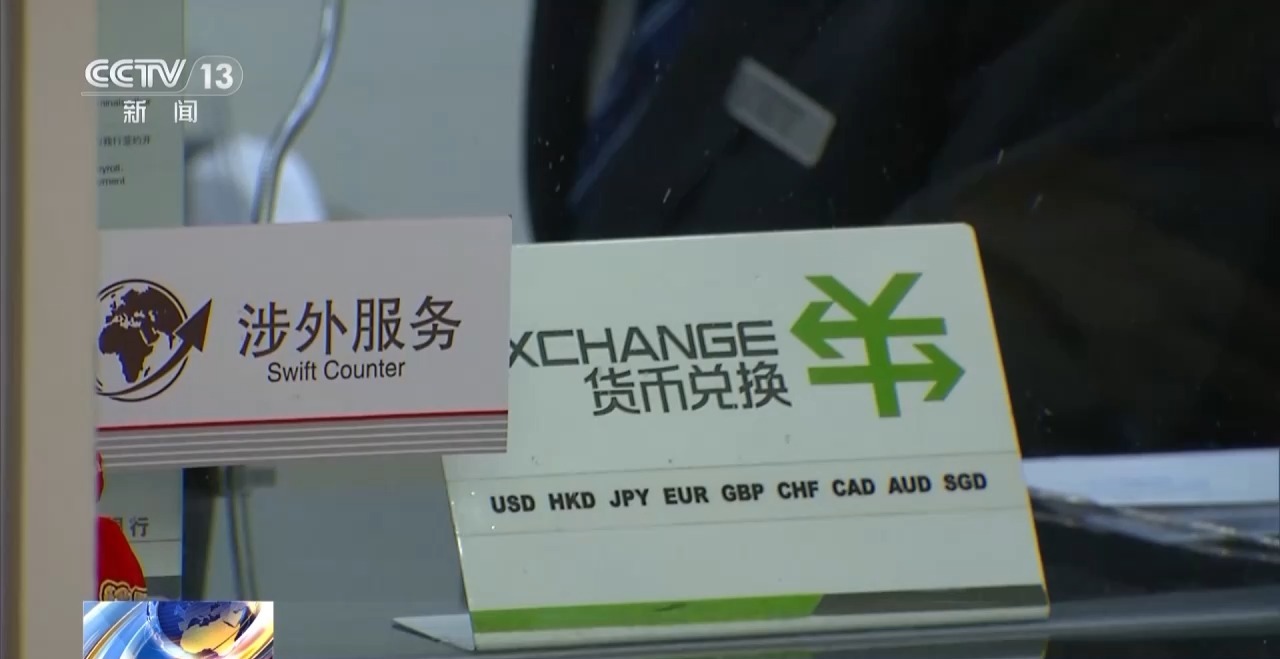 CCTV 13
新闻
涉外服务
Swift Counter
XCHANGE
货币兑换
USD HKD JPY EUR GBP CHF CAD AUD SGD
行